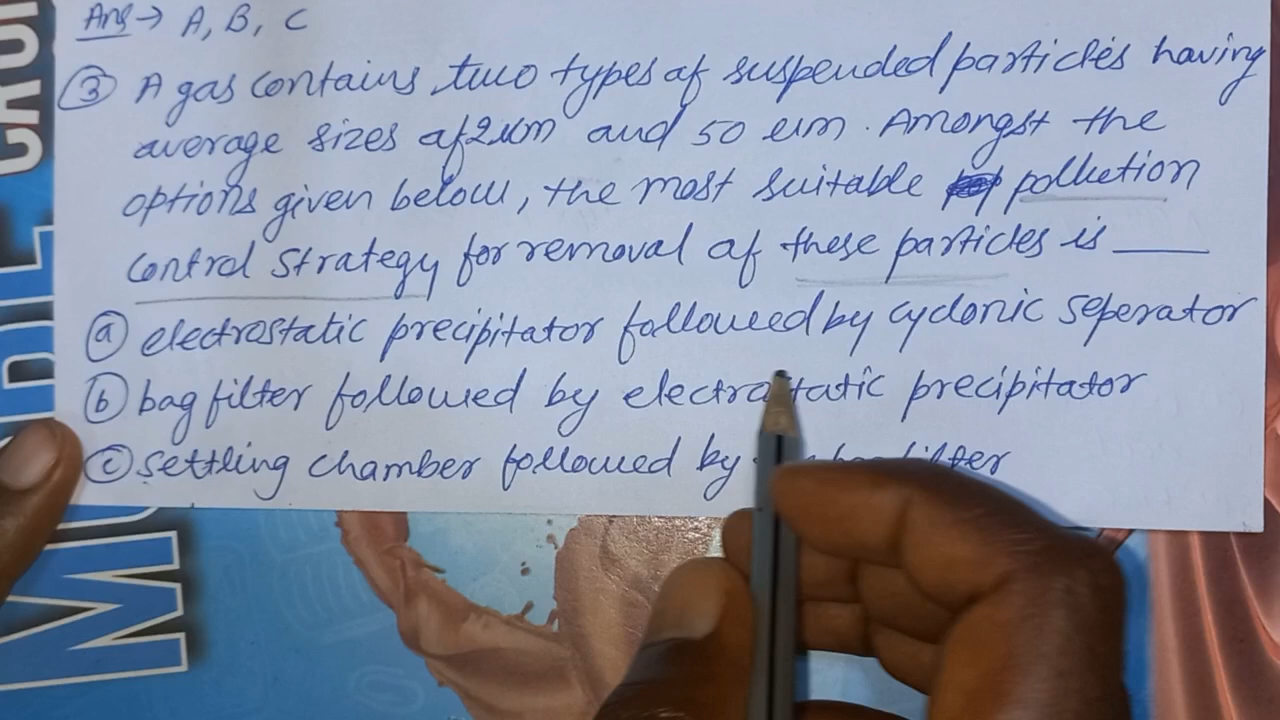 Ans → A, B, C
③ A gas contains two types of suspended particles having
average sizes of 2 um and 50 um. Amongst the
options given below, the most suitable pollution
control strategy for removal of these particles is ____
ⓐ electrostatic precipitator followed by cyclonic seperator
ⓑ bag filter followed by electrostatic precipitator
ⓒ settling chamber followed by filter